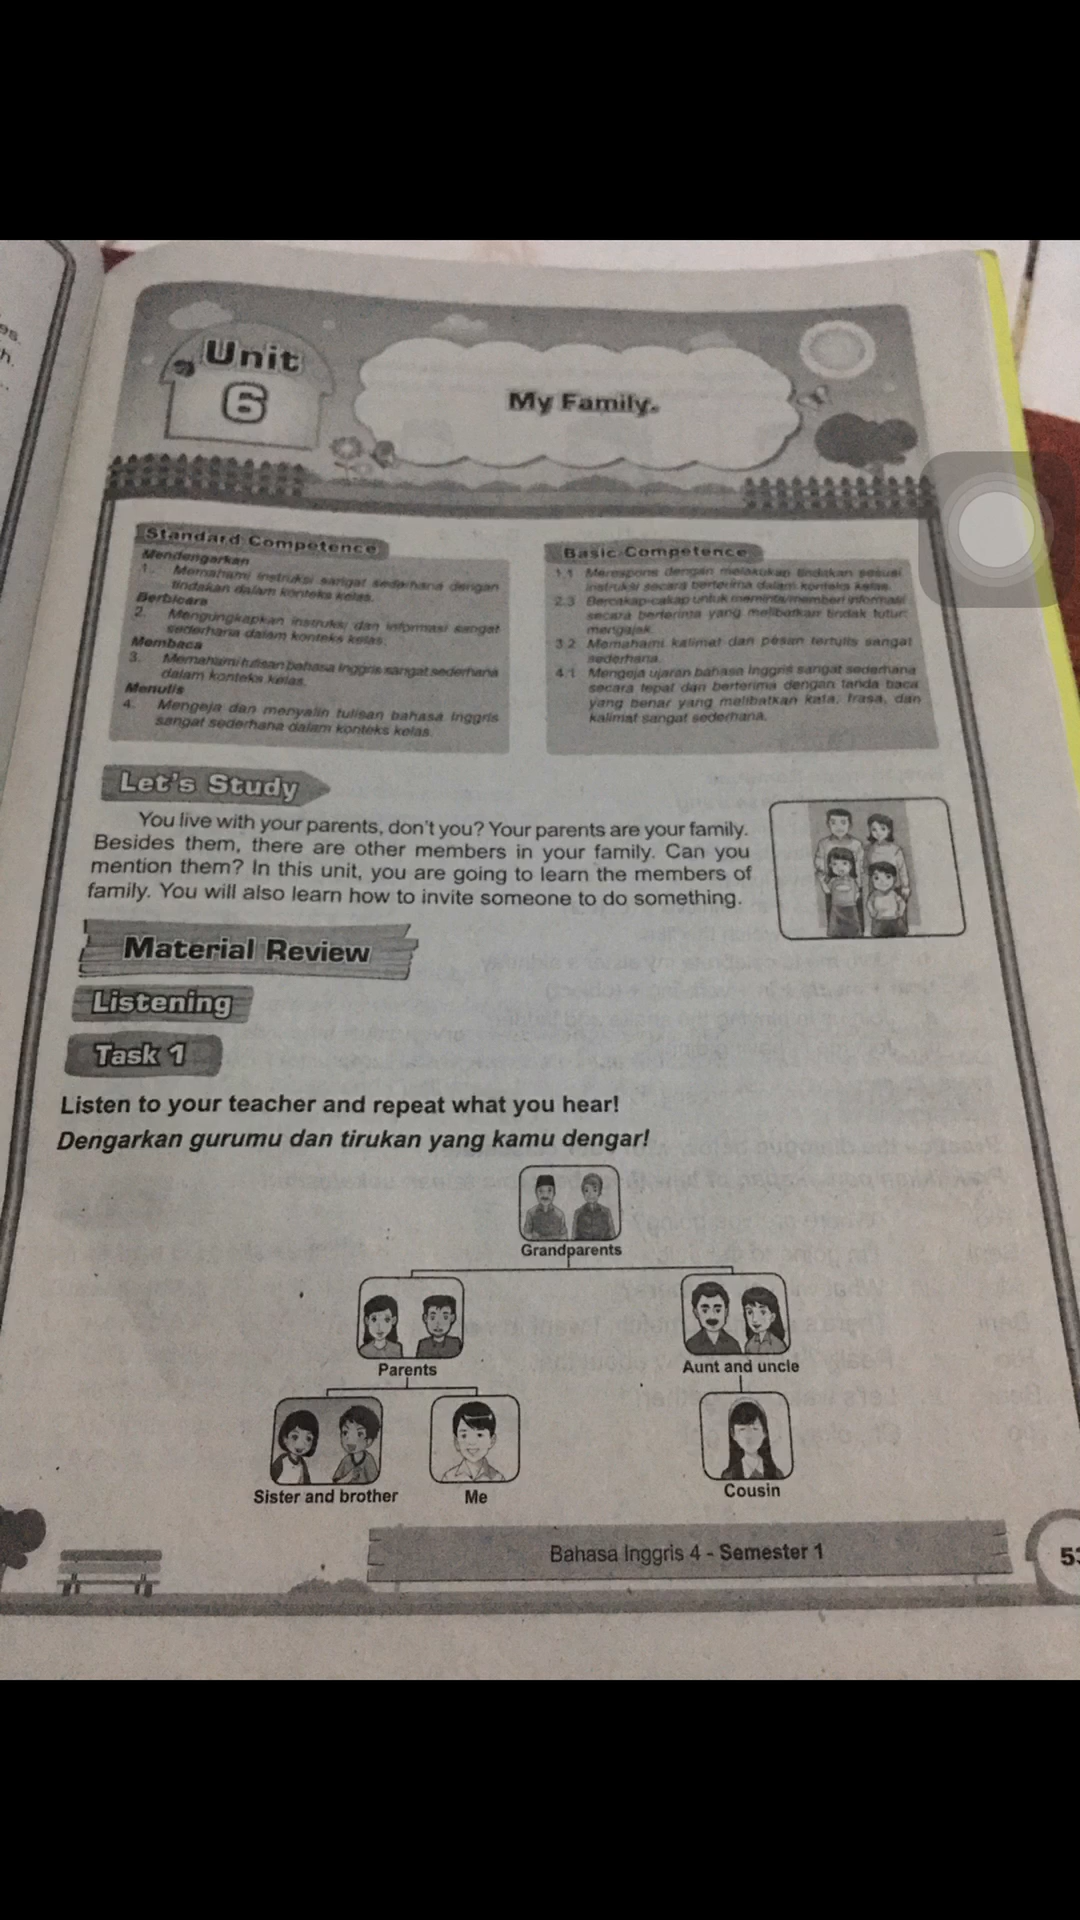 es.
h.
Unit
6
My Family.
Standard Competence
Mendengarkan
1. Memahami instruksi sangat sederhana dengan
tindakan dalam konteks kelas.
Berbicara
2. Mengungkapkan instruksi dan informasi sangat
sederhana dalam konteks kelas.
Membaca
3. Memahami tulisan bahasa Inggris sangat sederhana
dalam konteks kelas.
Menulis
4. Mengeja dan menyalin tulisan bahasa Inggris
sangat sederhana dalam konteks kelas.
Basic Competence
1.1 Merespons dengan melakukan tindakan sesuai
instruksi secara berterima dalam konteks kelas.
2.3 Bercakap-cakap untuk meminta/memberi informasi
secara berterima yang melibatkan tindak tutur:
mengajak.
3.2 Memahami kalimat dan pesan tertulis sangat
sederhana.
4.1 Mengeja ujaran bahasa Inggris sangat sederhana
secara tepat dan berterima dengan tanda baca
yang benar yang melibatkan kata, frasa, dan
kalimat sangat sederhana.
Let's Study
You live with your parents, don't you? Your parents are your family.
Besides them, there are other members in your family. Can you
mention them? In this unit, you are going to learn the members of
family. You will also learn how to invite someone to do something.
Material Review
Listening
Task 1
Listen to your teacher and repeat what you hear!
Dengarkan gurumu dan tirukan yang kamu dengar!
Grandparents
Parents
Aunt and uncle
Sister and brother
Me
Cousin
Bahasa Inggris 4 - Semester 1
53